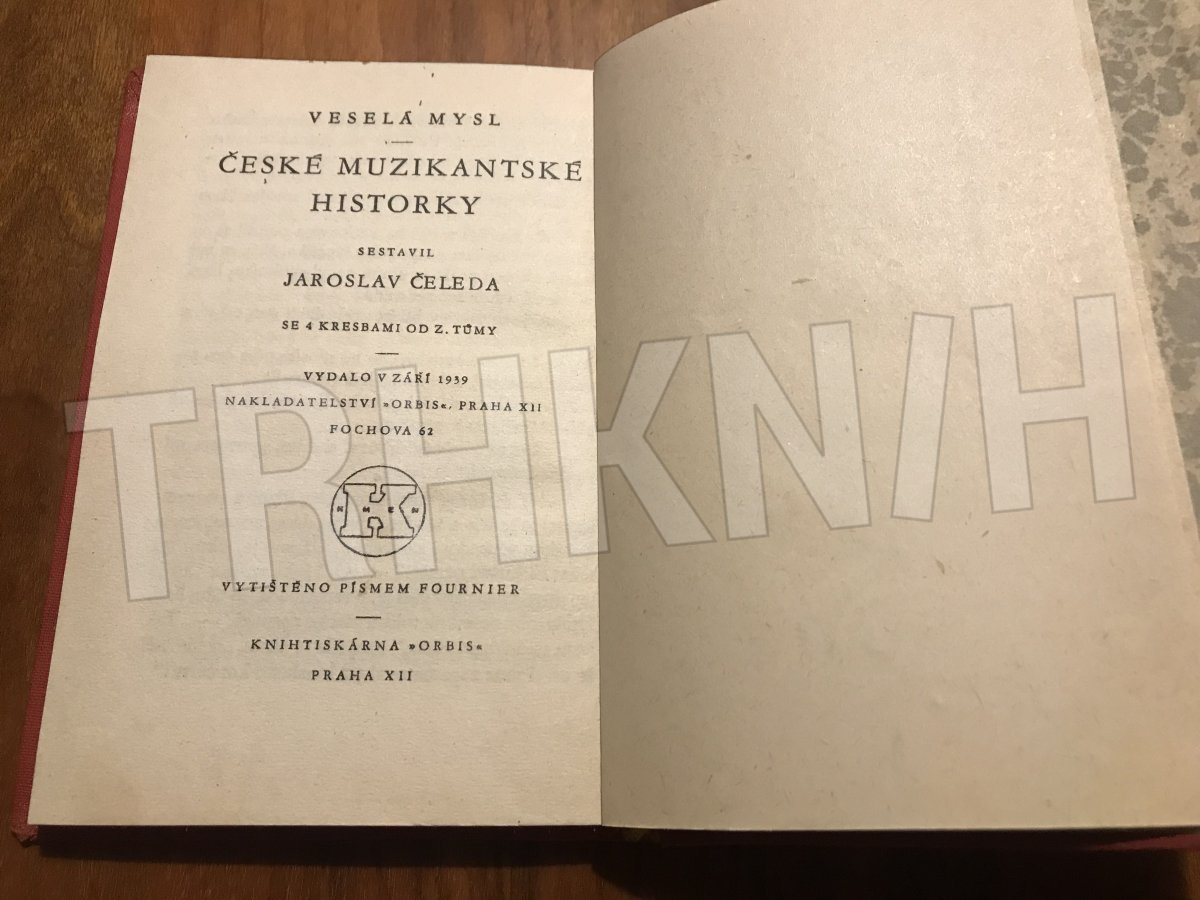 VESELÁ MYSL
ČESKÉ MUZIKANTSKÉ
HISTORKY
SESTAVIL
JAROSLAV ČELEDA
SE 4 KRESBAMI OD Z. TŮMY
VYDALO V ZÁŘÍ 1939
NAKLADATELSTVÍ »ORBIS«, PRAHA XII
FOCHOVA 62
VYTIŠTĚNO PÍSMEM FOURNIER
KNIHTISKÁRNA »ORBIS«
PRAHA XII
TRHKNIH